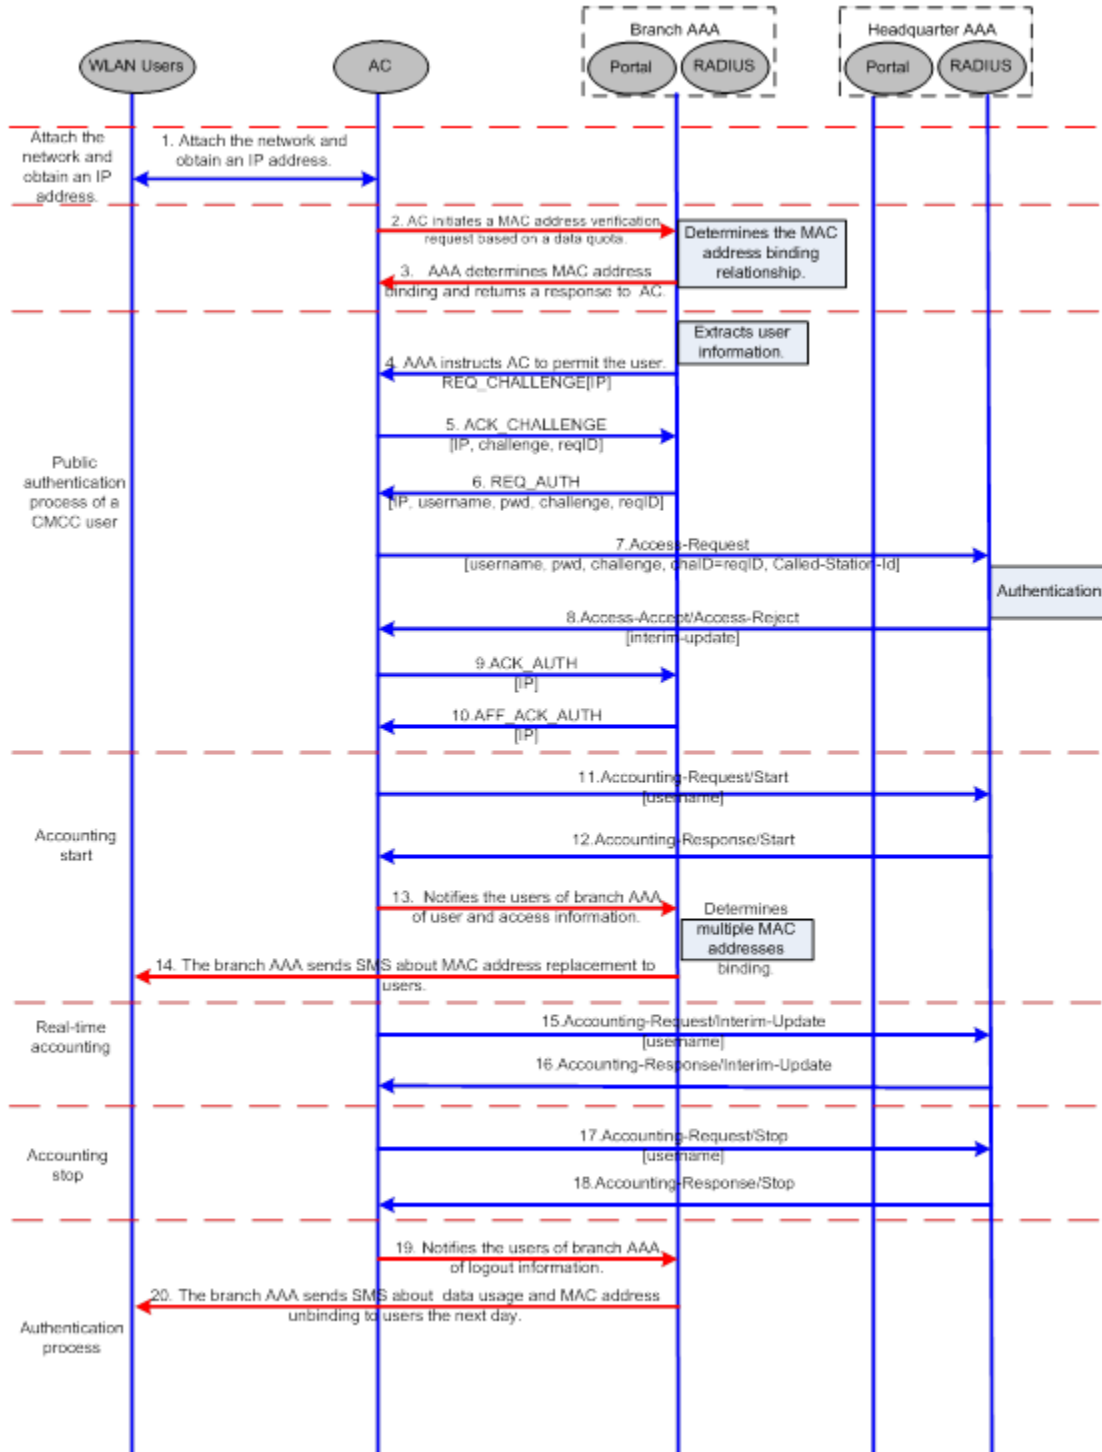 Branch AAA
Headquarter AAA
WLAN Users
AC
Portal
RADIUS
Portal
RADIUS
Attach the
network and
obtain an IP
address.
1. Attach the network and
obtain an IP address.
2. AC initiates a MAC address verification
request based on a data quota.
Determines the MAC
address binding
relationship.
3. AAA determines MAC address
binding and returns a response to AC.
Extracts user
information.
4. AAA instructs AC to permit the user.
REQ_CHALLENGE[IP]
5. ACK_CHALLENGE
[IP, challenge, reqID]
Public
authentication
process of a
CMCC user
6. REQ_AUTH
[IP, username, pwd, challenge, reqID]
7.Access-Request
[username, pwd, challenge, chaID=reqID, Called-Station-Id]
Authentication
8.Access-Accept/Access-Reject
[interim-update]
9.ACK_AUTH
[IP]
10.AFF_ACK_AUTH
[IP]
11.Accounting-Request/Start
[username]
Accounting
start
12.Accounting-Response/Start
13. Notifies the users of branch AAA
of user and access information.
Determines
multiple MAC
addresses
binding.
14. The branch AAA sends SMS about MAC address replacement to
users.
Real-time
accounting
15.Accounting-Request/Interim-Update
[username]
16.Accounting-Response/Interim-Update
17.Accounting-Request/Stop
[username]
Accounting
stop
18.Accounting-Response/Stop
19. Notifies the users of branch AAA
of logout information.
20. The branch AAA sends SMS about data usage and MAC address
unbinding to users the next day.
Authentication
process